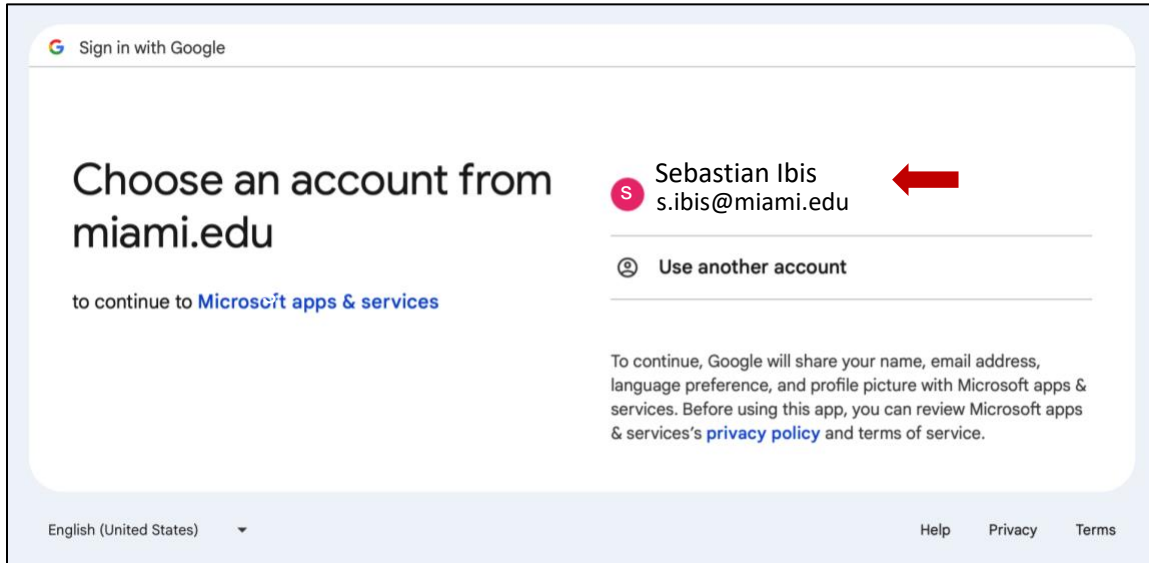 Sign in with Google
Choose an account from
miami.edu
to continue to Microsoft apps & services
S
Sebastian Ibis
s.ibis@miami.edu
Use another account
To continue, Google will share your name, email address,
language preference, and profile picture with Microsoft apps &
services. Before using this app, you can review Microsoft apps
& services's privacy policy and terms of service.
English (United States)
Help Privacy Terms